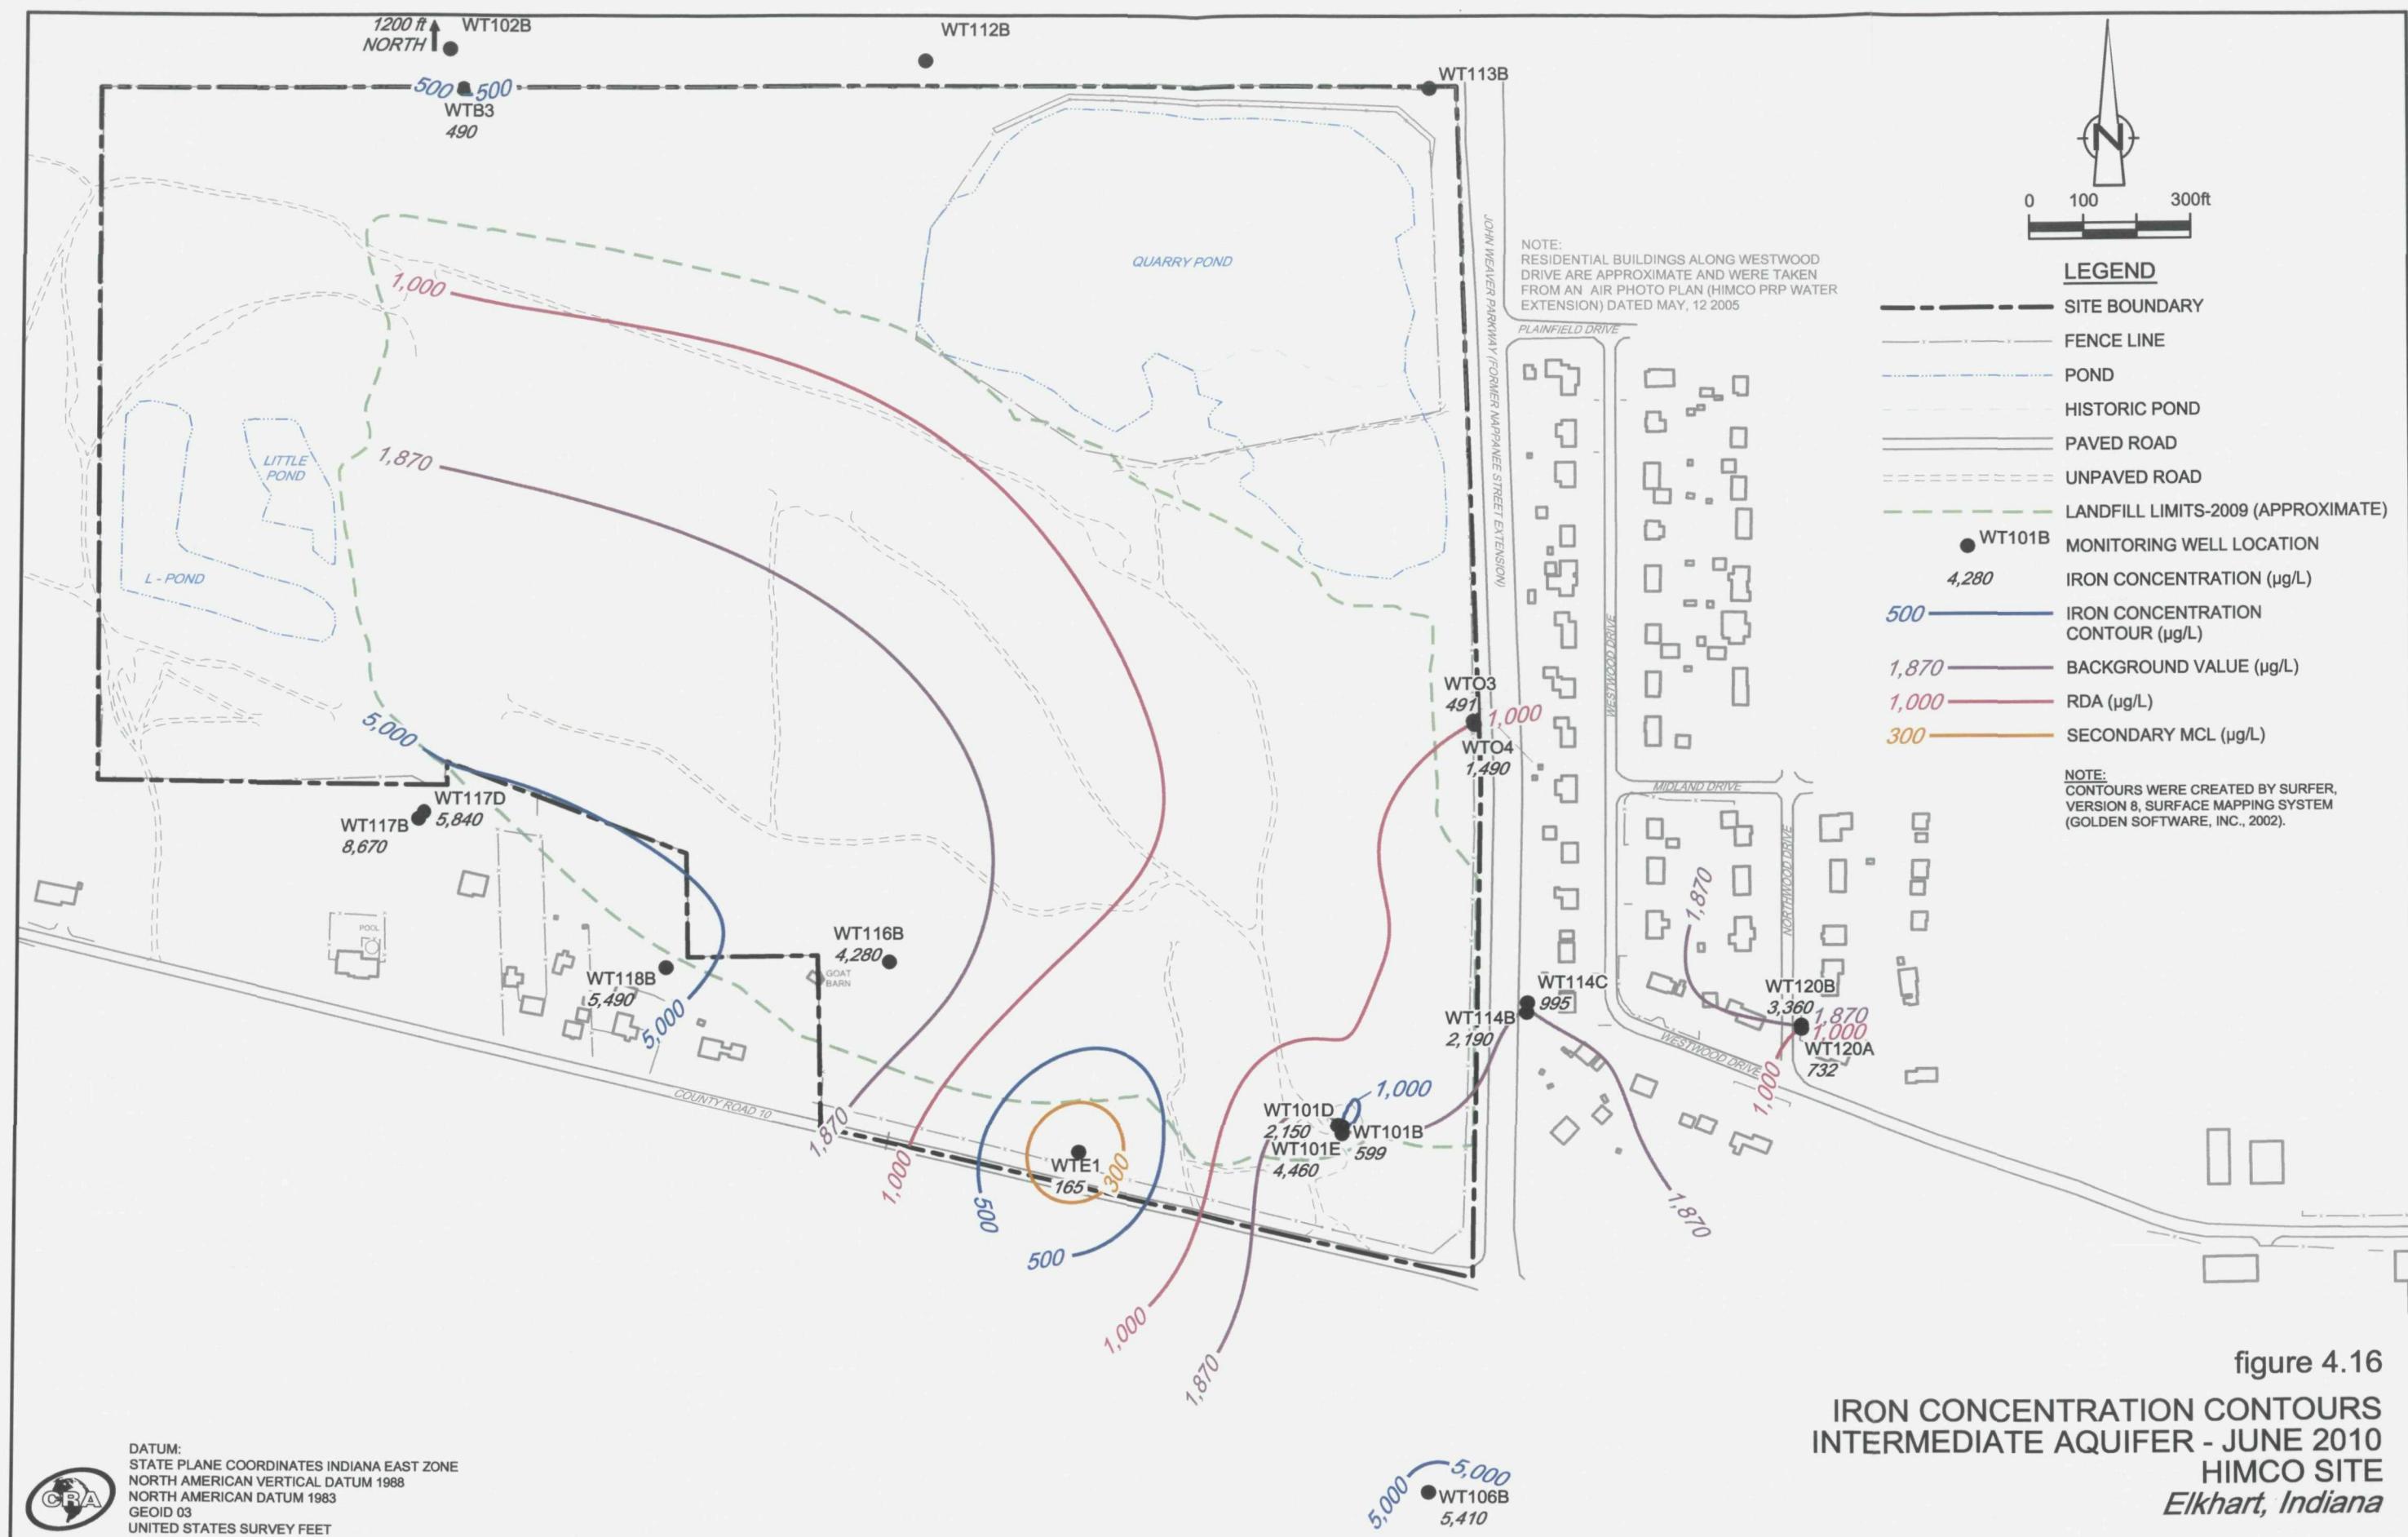 1200 ft
NORTH
WT102B
WT112B
WT113B
500
500
WTB3
490
QUARRY POND
1,000
1,870
LITTLE
POND
L - POND
5,000
WT117D
5,840
WT117B
8,670
POOL
WT118B
5,490
5,000
WT116B
4,280
GOAT
BARN
COUNTY ROAD 10
1,870
1,000
500
500
WTE1
165
300
1,000
1,870
WT101D
2,150
WT101E
4,460
WT101B
599
1,000
WT114C
995
WT114B
2,190
WTO3
491
1,000
WTO4
1,490
JOHN WEAVER PARKWAY (FORMER NAPPANEE STREET EXTENSION)
NOTE:
RESIDENTIAL BUILDINGS ALONG WESTWOOD
DRIVE ARE APPROXIMATE AND WERE TAKEN
FROM AN AIR PHOTO PLAN (HIMCO PRP WATER
EXTENSION) DATED MAY, 12 2005
PLAINFIELD DRIVE
WESTWOOD DRIVE
MIDLAND DRIVE
NORTHWOOD DRIVE
WESTWOOD DRIVE
1,870
WT120B
3,360
1,870
1,000
WT120A
732
1,000
1,870
5,000
5,000
WT106B
5,410
N
0 100 300ft
LEGEND
SITE BOUNDARY
FENCE LINE
POND
HISTORIC POND
PAVED ROAD
UNPAVED ROAD
LANDFILL LIMITS-2009 (APPROXIMATE)
WT101B MONITORING WELL LOCATION
4,280 IRON CONCENTRATION (µg/L)
500 IRON CONCENTRATION
CONTOUR (µg/L)
1,870 BACKGROUND VALUE (µg/L)
1,000 RDA (µg/L)
300 SECONDARY MCL (µg/L)
NOTE:
CONTOURS WERE CREATED BY SURFER,
VERSION 8, SURFACE MAPPING SYSTEM
(GOLDEN SOFTWARE, INC., 2002).
figure 4.16
IRON CONCENTRATION CONTOURS
INTERMEDIATE AQUIFER - JUNE 2010
HIMCO SITE
Elkhart, Indiana
CRA
DATUM:
STATE PLANE COORDINATES INDIANA EAST ZONE
NORTH AMERICAN VERTICAL DATUM 1988
NORTH AMERICAN DATUM 1983
GEOID 03
UNITED STATES SURVEY FEET